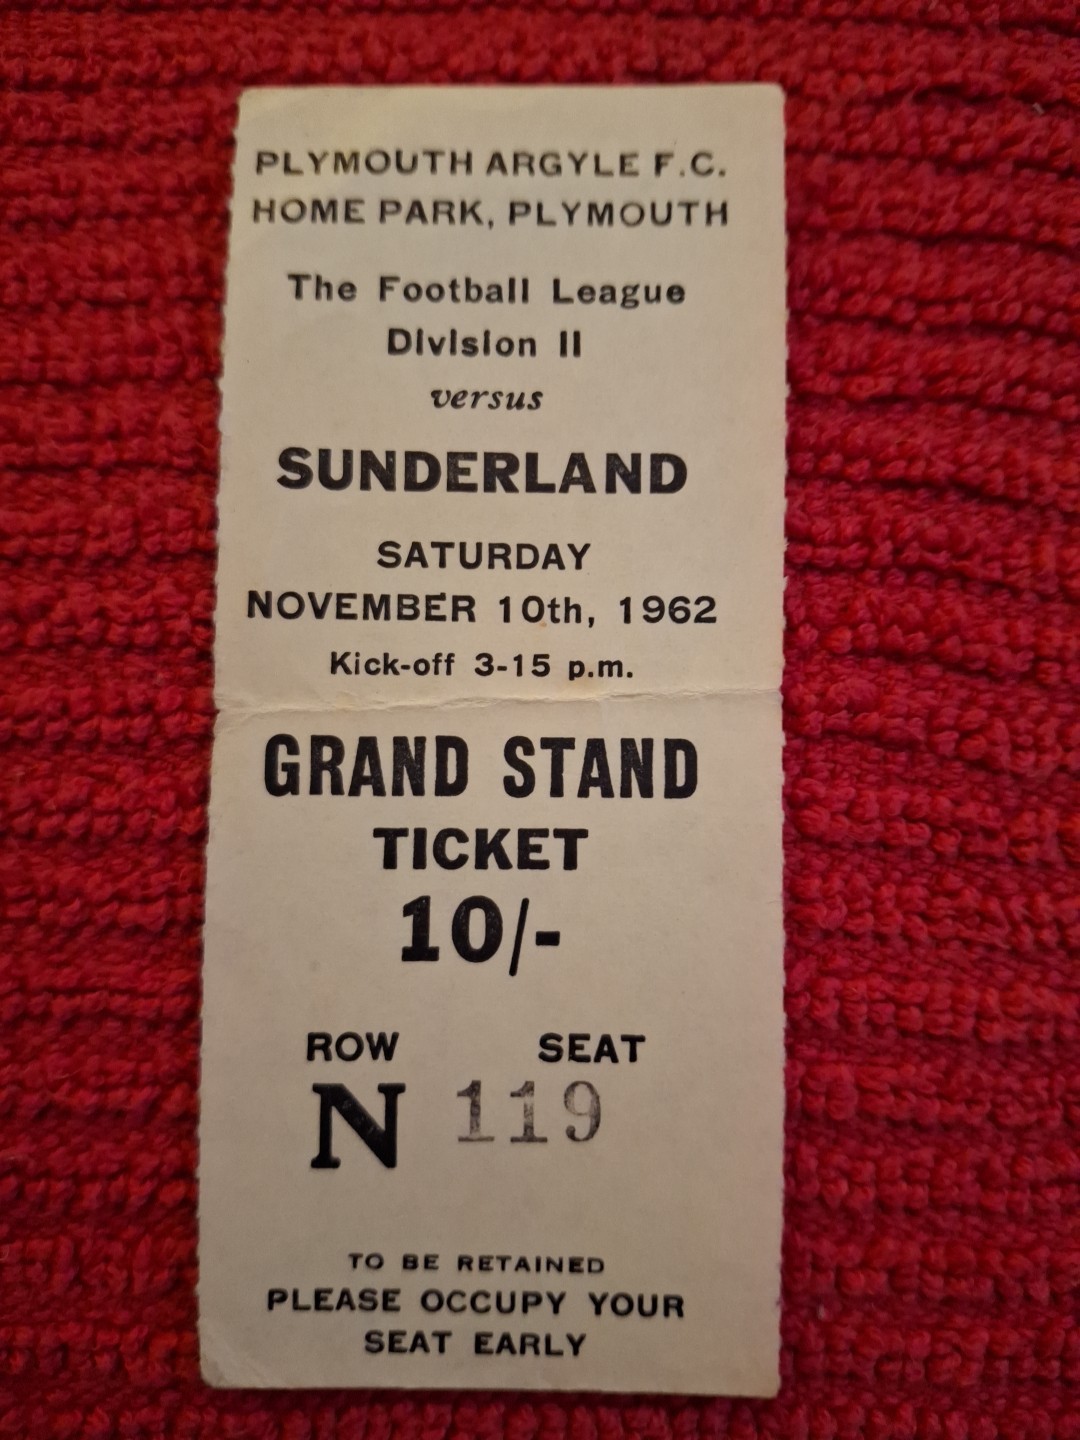 PLYMOUTH ARGYLE F.C.
HOME PARK, PLYMOUTH
The Football League
Division II
versus
SUNDERLAND
SATURDAY
NOVEMBER 10th, 1962
Kick-off 3-15 p.m.
GRAND STAND
TICKET
10/-
ROW SEAT
N 119
TO BE RETAINED
PLEASE OCCUPY YOUR
SEAT EARLY